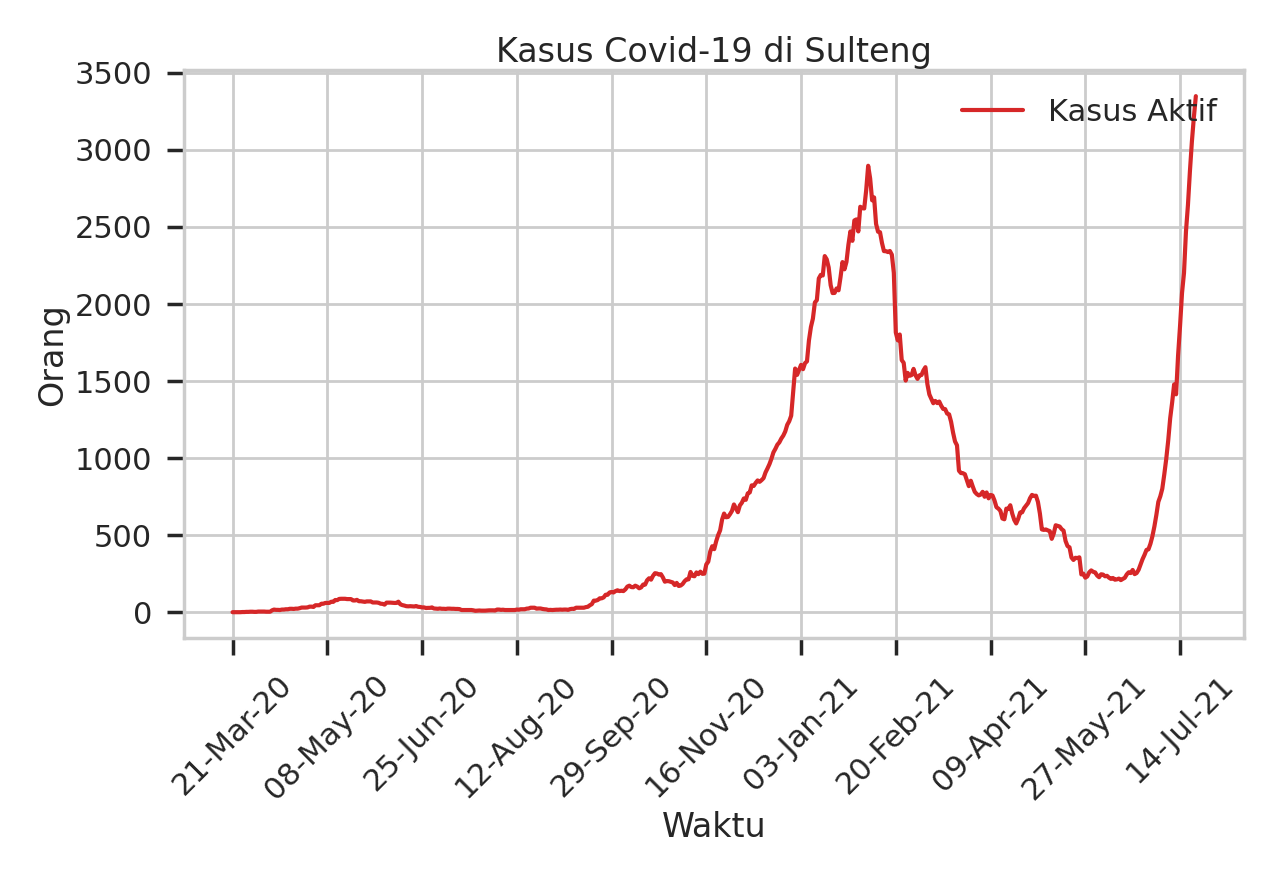 Kasus Covid-19 di Sulteng
Kasus Aktif
Orang
3500
3000
2500
2000
1500
1000
500
0
21-Mar-20
08-May-20
25-Jun-20
12-Aug-20
29-Sep-20
16-Nov-20
03-Jan-21
20-Feb-21
09-Apr-21
27-May-21
14-Jul-21
Waktu